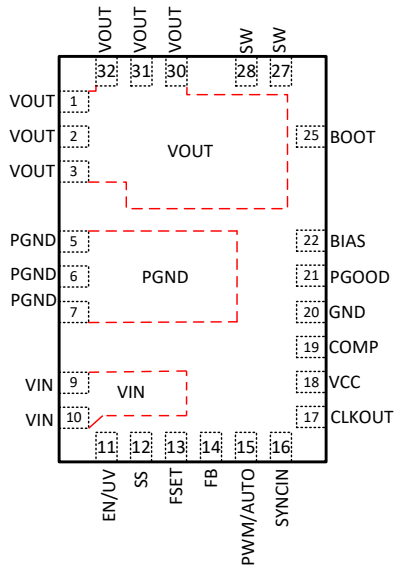 VOUT VOUT VOUT SW SW
32 31 30 28 27
VOUT 1
VOUT 2
VOUT 3
VOUT
25 BOOT
PGND 5
PGND 6
PGND 7
PGND
22 BIAS
21 PGOOD
20 GND
19 COMP
18 VCC
17 CLKOUT
VIN 9
VIN 10
VIN
11 12 13 14 15 16
EN/UV SS FSET FB PWM/AUTO SYNCIN